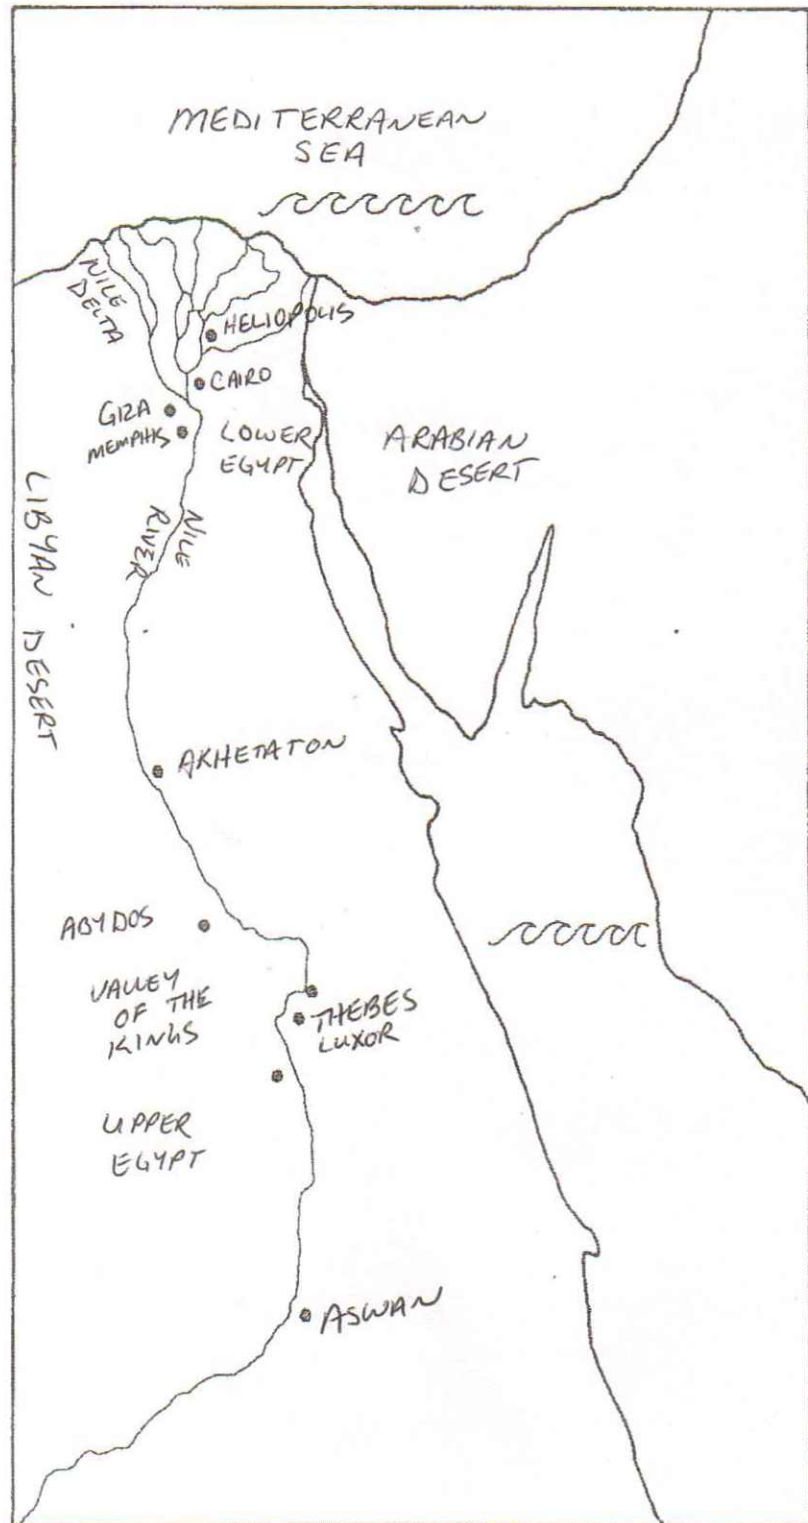 MEDITERRANEAN
SEA
NILE
DELTA
HELIOPOLIS
CAIRO
GIZA
MEMPHIS
LOWER
EGYPT
ARABIAN
DESERT
LIBYAN DESERT
NILE
RIVER
AKHETATON
ABYDOS
VALLEY
OF THE
KINGS
THEBES
LUXOR
UPPER
EGYPT
ASWAN